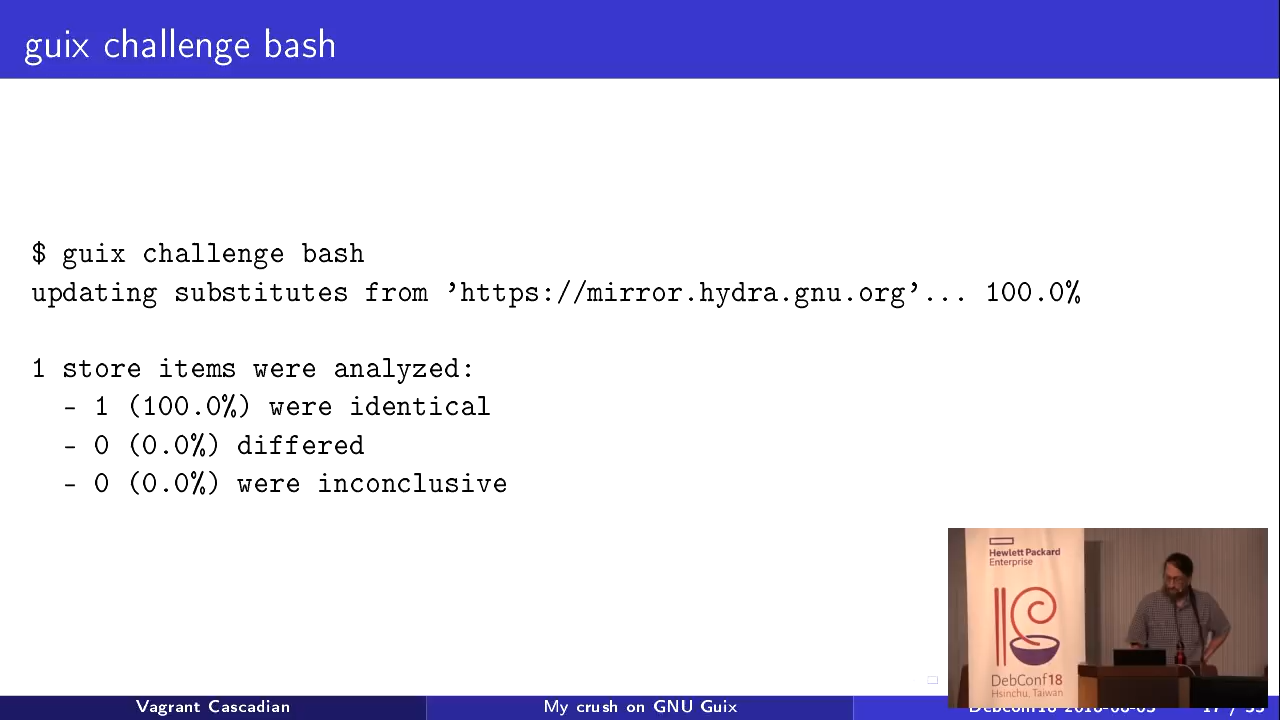 guix challenge bash
$ guix challenge bash
updating substitutes from 'https://mirror.hydra.gnu.org'... 100.0%
1 store items were analyzed:
- 1 (100.0%) were identical
- 0 (0.0%) differed
- 0 (0.0%) were inconclusive
Hewlett Packard
Enterprise
DebConf18
Hsinchu, Taiwan
Vagrant Cascadian
My crush on GNU Guix